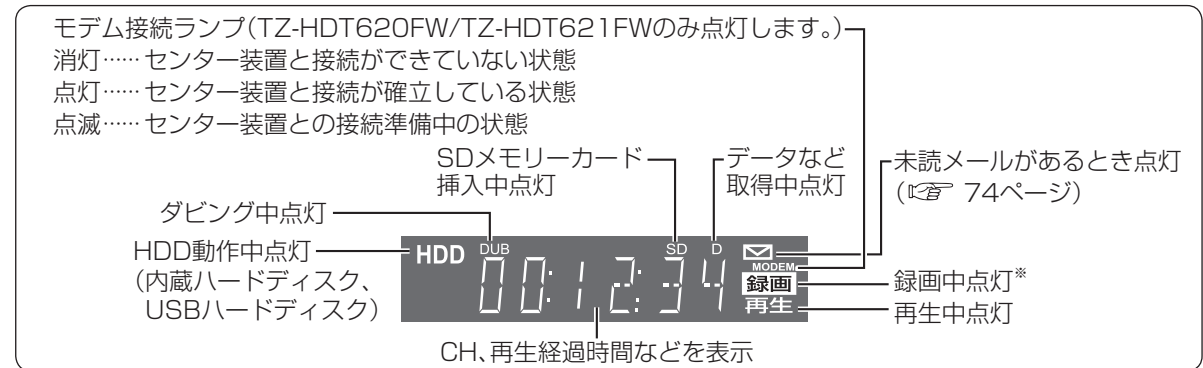 モデム接続ランプ(TZ-HDT620FW/TZ-HDT621FWのみ点灯します。)
消灯……センター装置と接続ができていない状態
点灯……センター装置と接続が確立している状態
点滅……センター装置との接続準備中の状態
SDメモリーカード
挿入中点灯
データなど
取得中点灯
未読メールがあるとき点灯
(☞ 74ページ)
ダビング中点灯
HDD動作中点灯
(内蔵ハードディスク、
USBハードディスク)
HDD DUB SD D
MODEM
00:12:34
録画
再生
録画中点灯※
再生中点灯
CH、再生経過時間などを表示